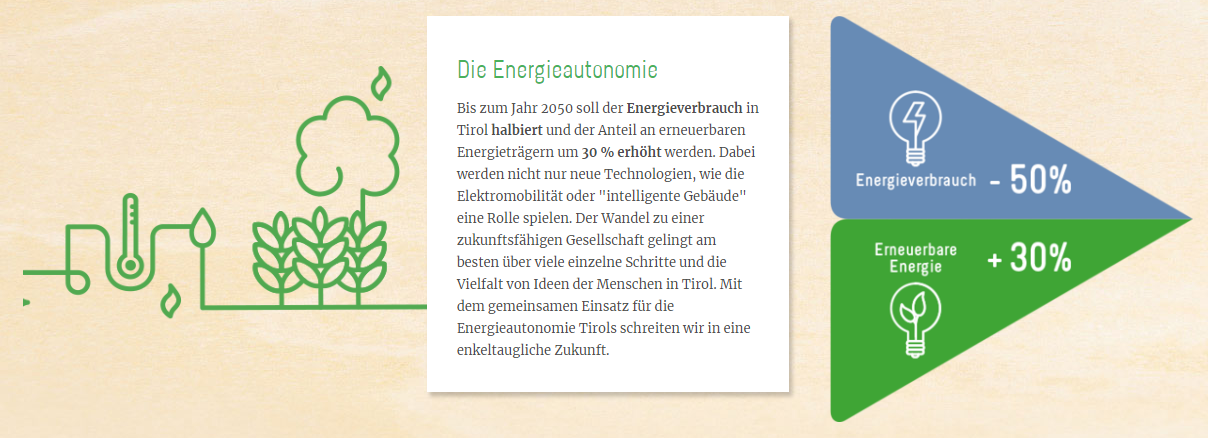 Die Energieautonomie
Bis zum Jahr 2050 soll der Energieverbrauch in
Tirol halbiert und der Anteil an erneuerbaren
Energieträgern um 30 % erhöht werden. Dabei
werden nicht nur neue Technologien, wie die
Elektromobilität oder "intelligente Gebäude"
eine Rolle spielen. Der Wandel zu einer
zukunftsfähigen Gesellschaft gelingt am
besten über viele einzelne Schritte und die
Vielfalt von Ideen der Menschen in Tirol. Mit
dem gemeinsamen Einsatz für die
Energieautonomie Tirols schreiten wir in eine
enkeltaugliche Zukunft.
Energieverbrauch - 50%
Erneuerbare
Energie
+ 30%